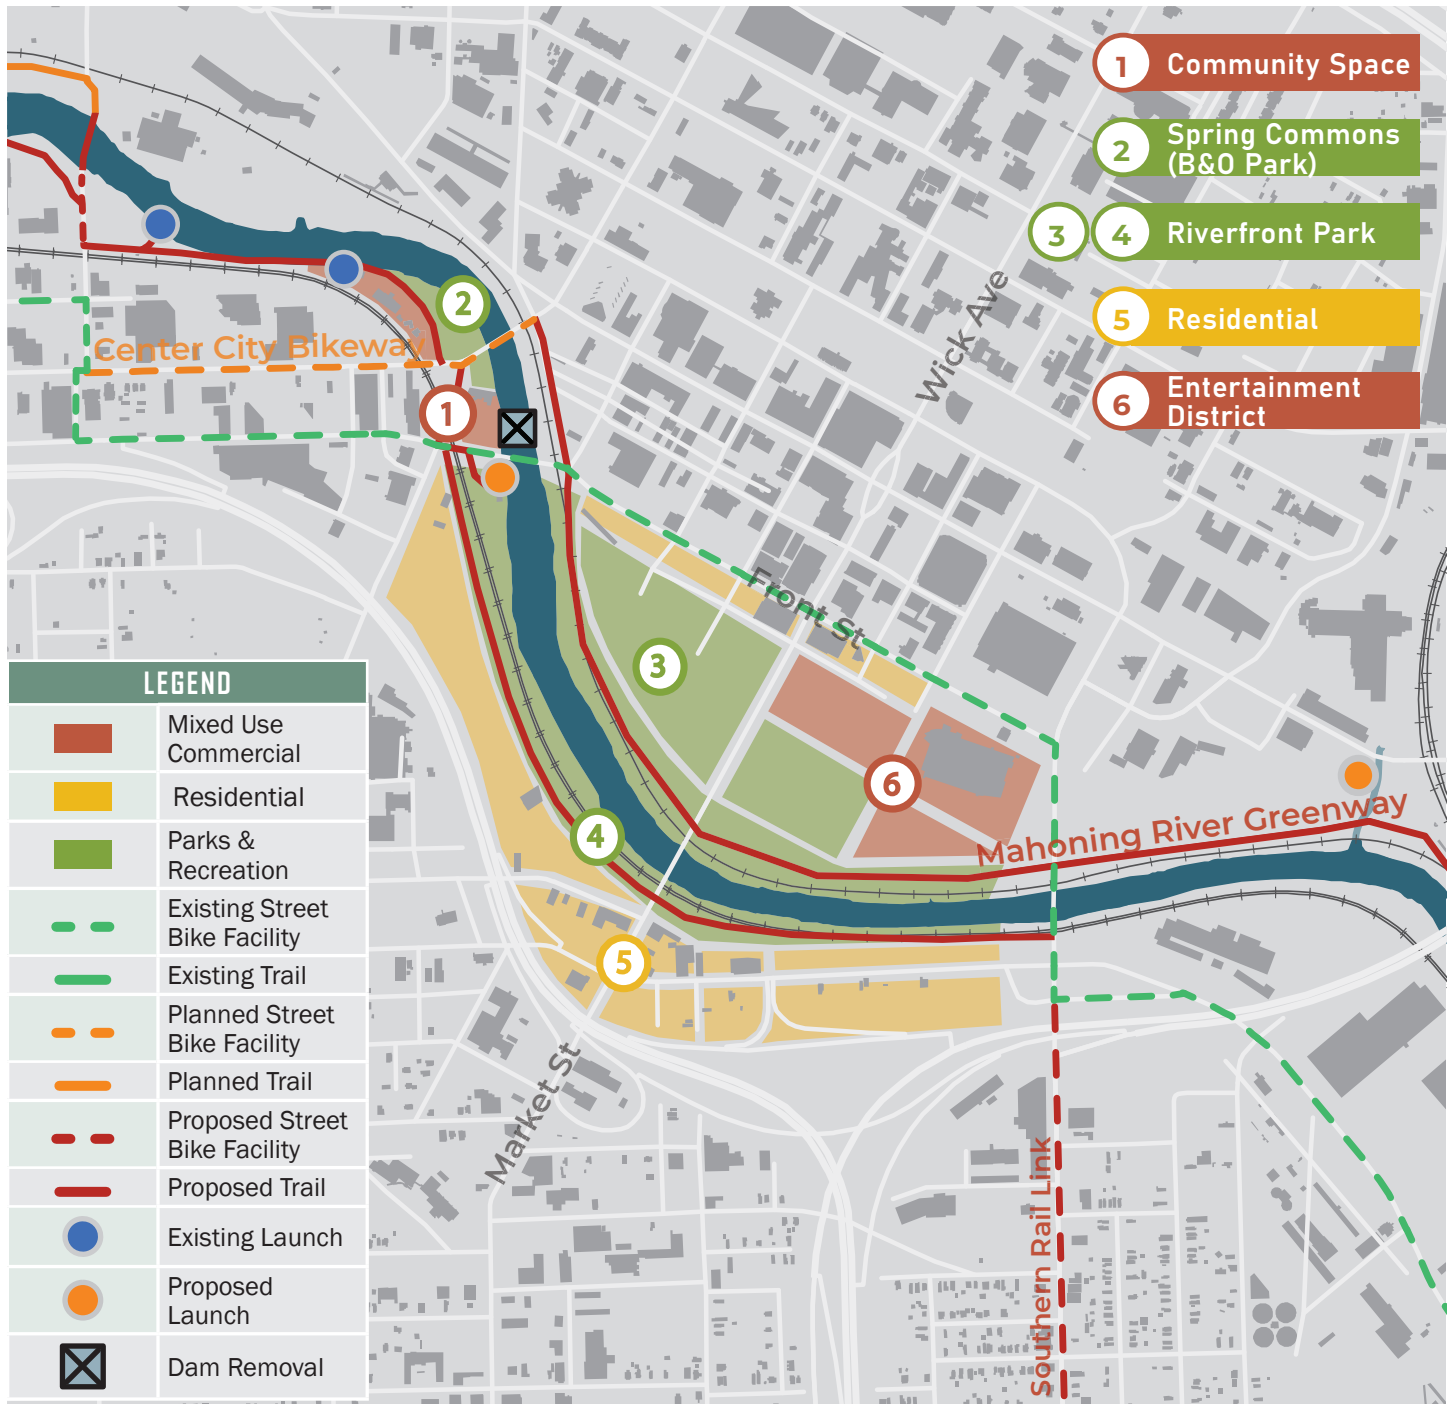 1 Community Space
2 Spring Commons
(B&O Park)
3 4 Riverfront Park
5 Residential
6 Entertainment
District
Wick Ave
2
Center City Bikeway
1
Front St
3
6
4
Mahoning River Greenway
5
Market St
Southern Rail Link
LEGEND
Mixed Use
Commercial
Residential
Parks &
Recreation
Existing Street
Bike Facility
Existing Trail
Planned Street
Bike Facility
Planned Trail
Proposed Street
Bike Facility
Proposed Trail
Existing Launch
Proposed
Launch
Dam Removal